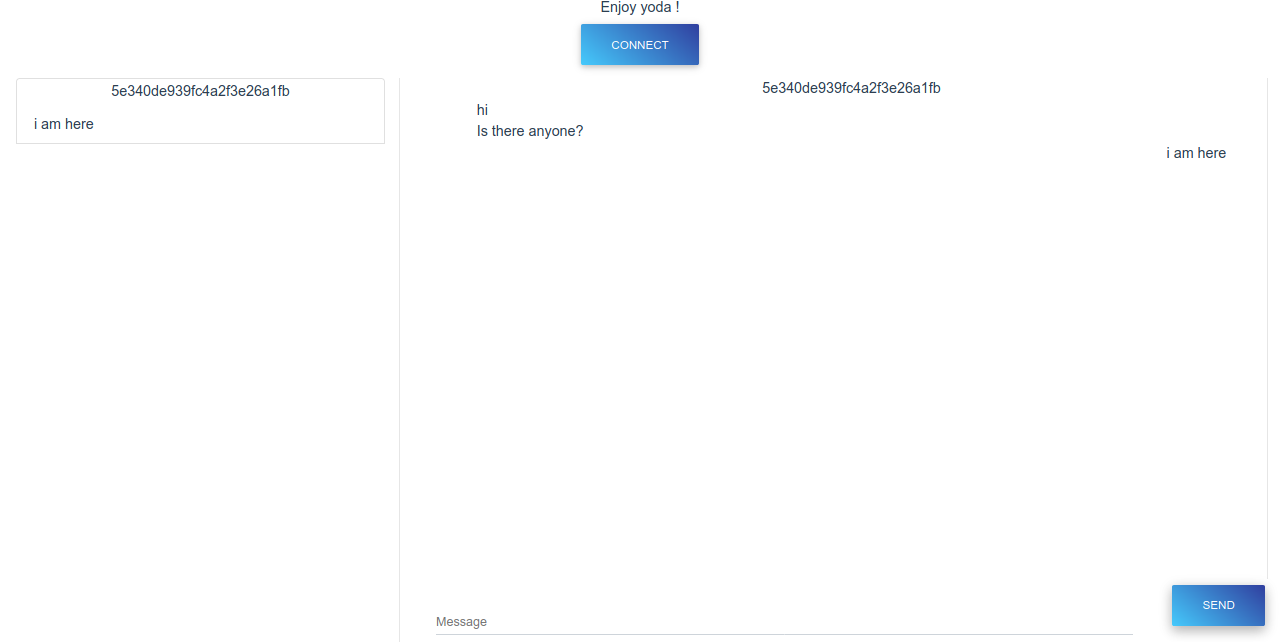 Enjoy yoda !
CONNECT
5e340de939fc4a2f3e26a1fb
i am here
5e340de939fc4a2f3e26a1fb
hi
Is there anyone?
i am here
Message
SEND